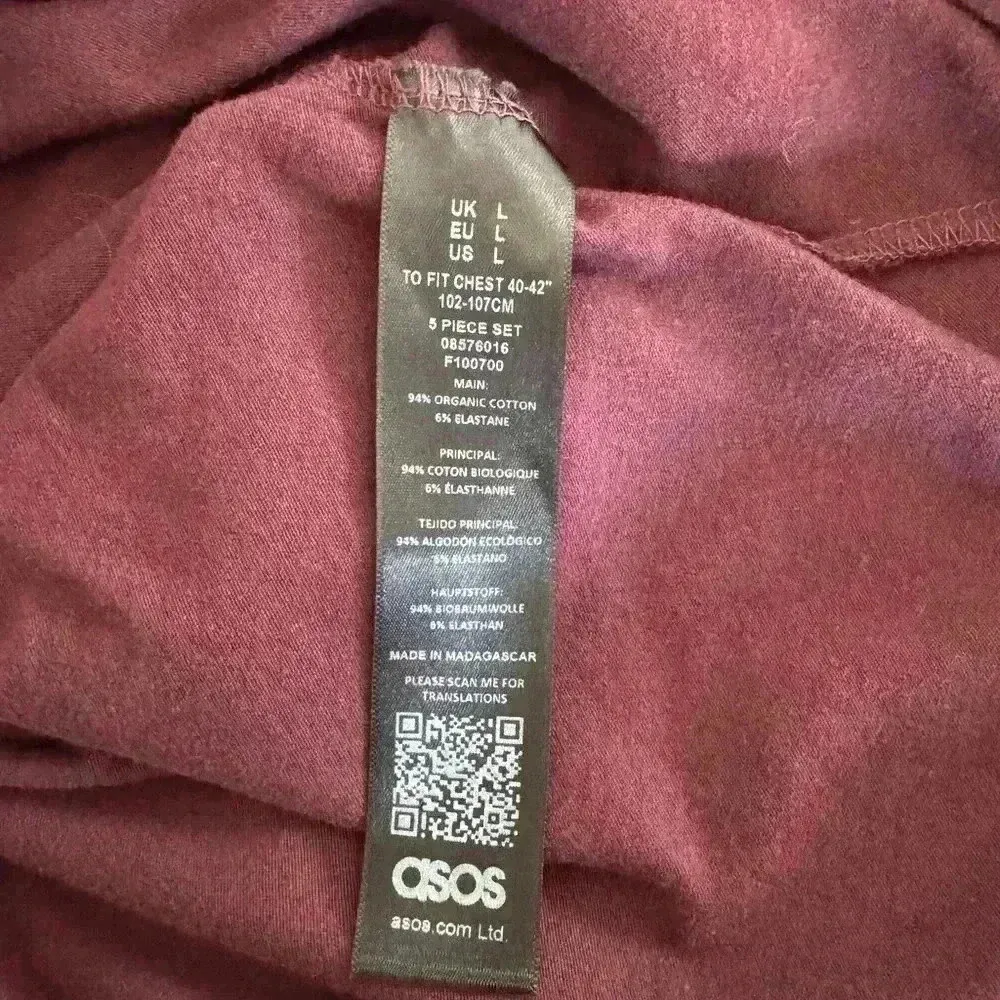 UK L
EU L
US L
TO FIT CHEST 40-42"
102-107CM
5 PIECE SET
08576016
F100700
MAIN:
94% ORGANIC COTTON
6% ELASTANE
PRINCIPAL:
94% COTON BIOLOGIQUE
6% ÉLASTHANNE
TEJIDO PRINCIPAL:
94% ALGODÓN ECOLÓGICO
6% ELASTANO
HAUPTSTOFF:
94% BIOBAUMWOLLE
6% ELASTHAN
MADE IN MADAGASCAR
PLEASE SCAN ME FOR
TRANSLATIONS
asos
asos.com Ltd.